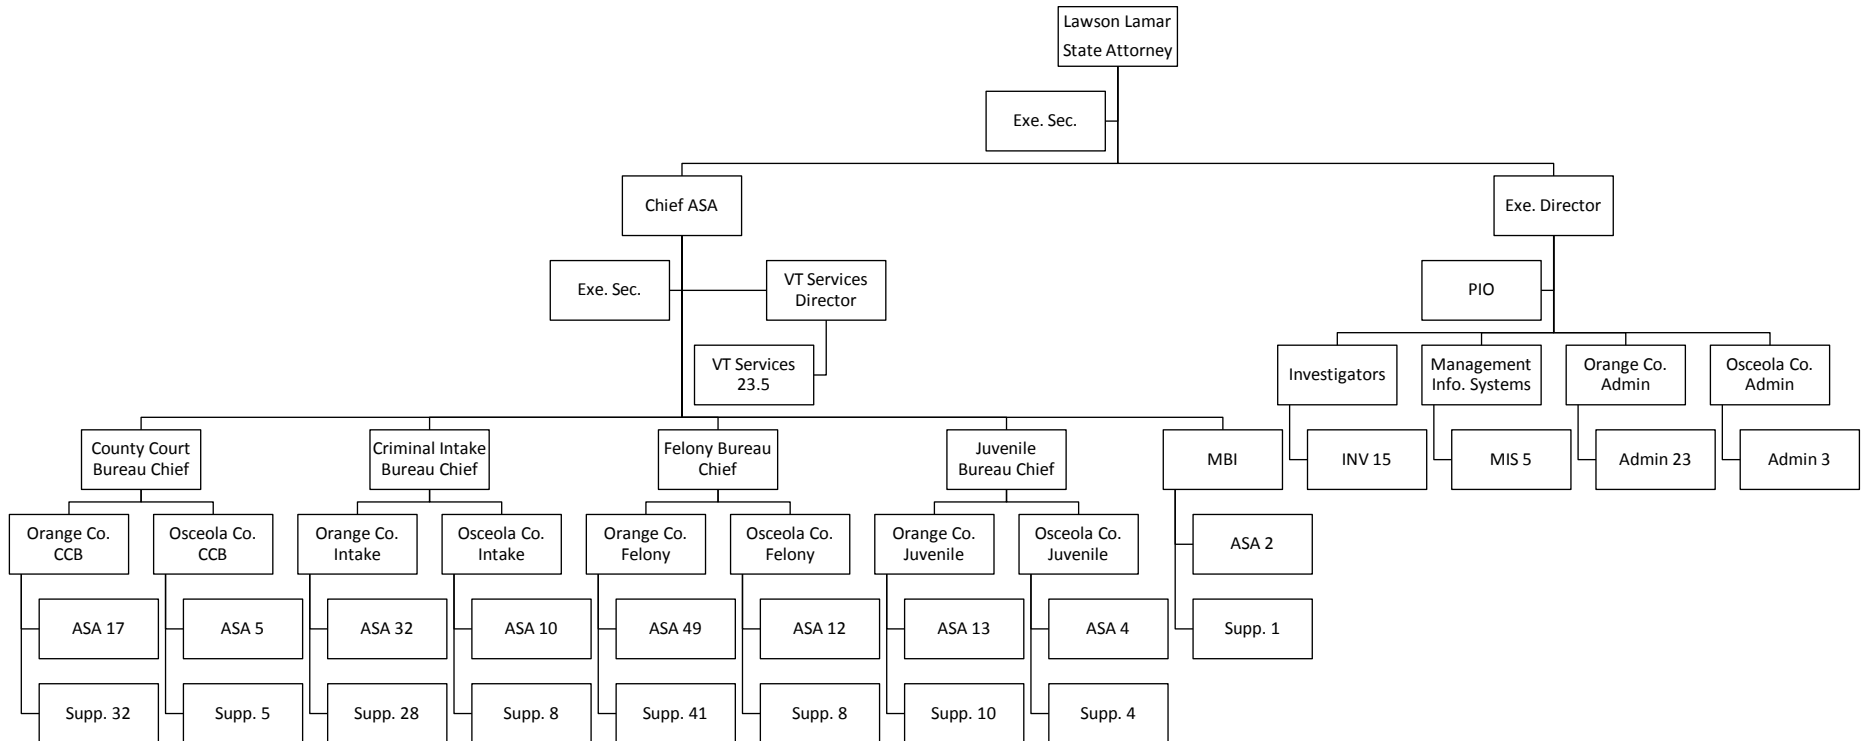 Lawson Lamar
State Attorney
Exe. Sec.
Chief ASA
Exe. Director
Exe. Sec.
VT Services
Director
PIO
VT Services
23.5
Investigators
Management
Info. Systems
Orange Co.
Admin
Osceola Co.
Admin
County Court
Bureau Chief
Criminal Intake
Bureau Chief
Felony Bureau
Chief
Juvenile
Bureau Chief
MBI
INV 15
MIS 5
Admin 23
Admin 3
Orange Co.
CCB
Osceola Co.
CCB
Orange Co.
Intake
Osceola Co.
Intake
Orange Co.
Felony
Osceola Co.
Felony
Orange Co.
Juvenile
Osceola Co.
Juvenile
ASA 2
ASA 17
ASA 5
ASA 32
ASA 10
ASA 49
ASA 12
ASA 13
ASA 4
Supp. 1
Supp. 32
Supp. 5
Supp. 28
Supp. 8
Supp. 41
Supp. 8
Supp. 10
Supp. 4